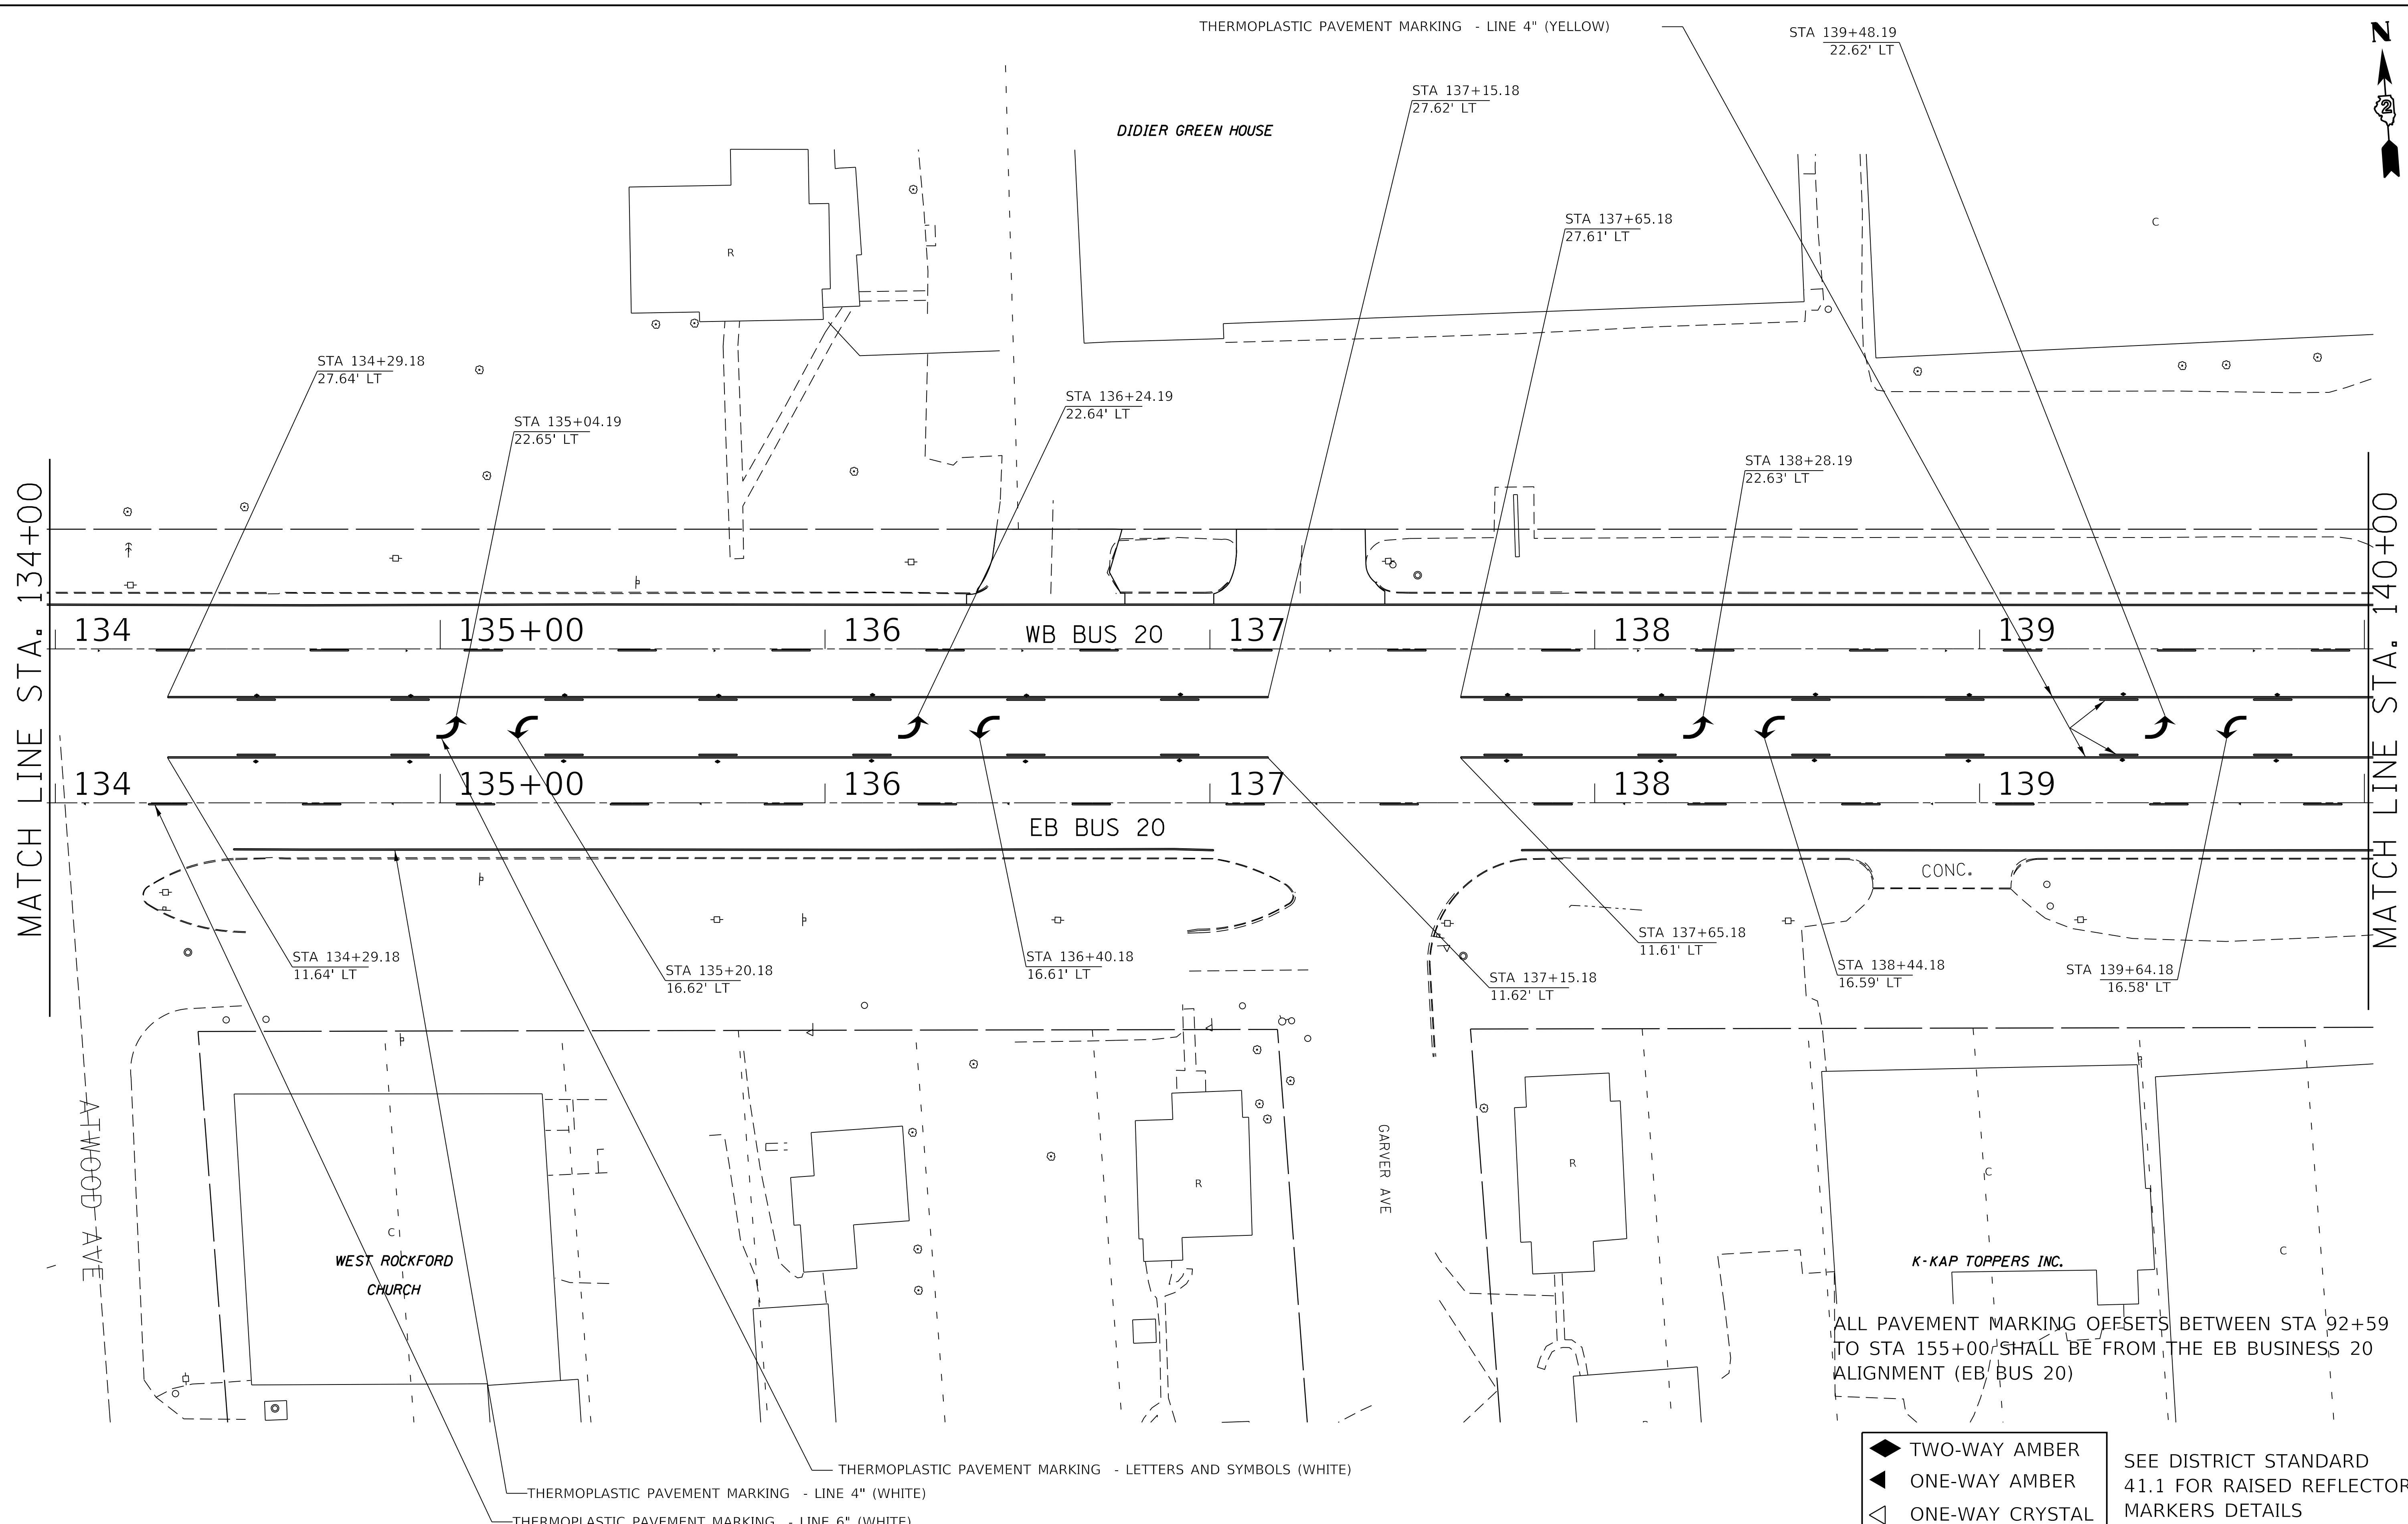 THERMOPLASTIC PAVEMENT MARKING - LINE 4" (YELLOW)
STA 139+48.19
22.62' LT
N
2
STA 137+15.18
27.62' LT
DIDIER GREEN HOUSE
STA 137+65.18
27.61' LT
R
C
STA 134+29.18
27.64' LT
STA 136+24.19
22.64' LT
STA 135+04.19
22.65' LT
STA 138+28.19
22.63' LT
MATCH LINE STA. 134+00
MATCH LINE STA. 140+00
134
135+00
136
WB BUS 20
137
138
139
134
135+00
136
137
138
139
EB BUS 20
CONC.
STA 134+29.18
11.64' LT
STA 135+20.18
16.62' LT
STA 136+40.18
16.61' LT
STA 137+15.18
11.62' LT
STA 137+65.18
11.61' LT
STA 138+44.18
16.59' LT
STA 139+64.18
16.58' LT
ATWOOD AVE
GARVER AVE
R
R
C
C
C
WEST ROCKFORD
CHURCH
K-KAP TOPPERS INC.
ALL PAVEMENT MARKING OFFSETS BETWEEN STA 92+59
TO STA 155+00 SHALL BE FROM THE EB BUSINESS 20
ALIGNMENT (EB BUS 20)
THERMOPLASTIC PAVEMENT MARKING - LETTERS AND SYMBOLS (WHITE)
THERMOPLASTIC PAVEMENT MARKING - LINE 4" (WHITE)
THERMOPLASTIC PAVEMENT MARKING - LINE 6" (WHITE)
TWO-WAY AMBER
ONE-WAY AMBER
ONE-WAY CRYSTAL
SEE DISTRICT STANDARD
41.1 FOR RAISED REFLECTOR
MARKERS DETAILS